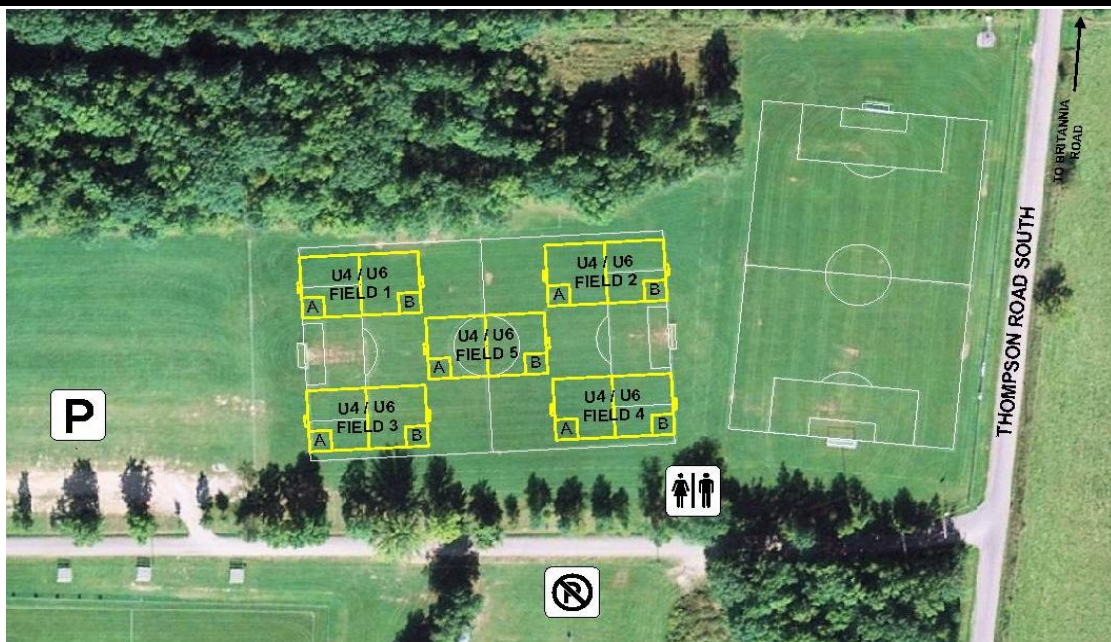 TO BRITANNIA
ROAD
THOMPSON ROAD SOUTH
U4 / U6
FIELD 1
A
B
U4 / U6
FIELD 2
A
B
U4 / U6
FIELD 5
A
B
U4 / U6
FIELD 3
A
B
U4 / U6
FIELD 4
A
B
P
P